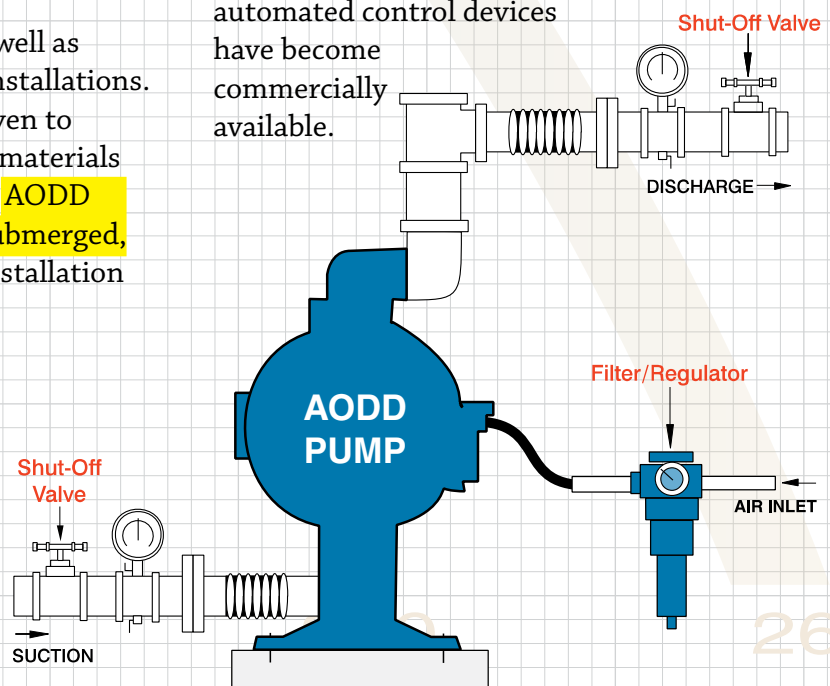 well as
nstallations.
ven to
materials
AODD
ubmerged,
stallation
automated control devices
have become
commercially
available.
Shut-Off Valve
DISCHARGE
AODD
PUMP
Filter/Regulator
AIR INLET
Shut-Off
Valve
SUCTION
26